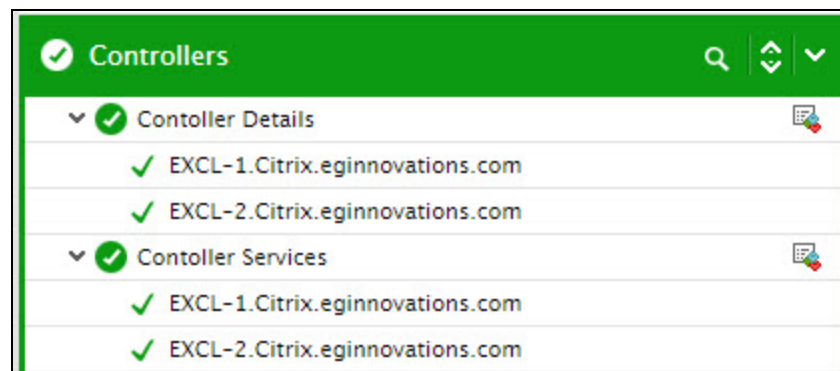 Controllers
Contoller Details
EXCL-1.Citrix.eginnovations.com
EXCL-2.Citrix.eginnovations.com
Contoller Services
EXCL-1.Citrix.eginnovations.com
EXCL-2.Citrix.eginnovations.com